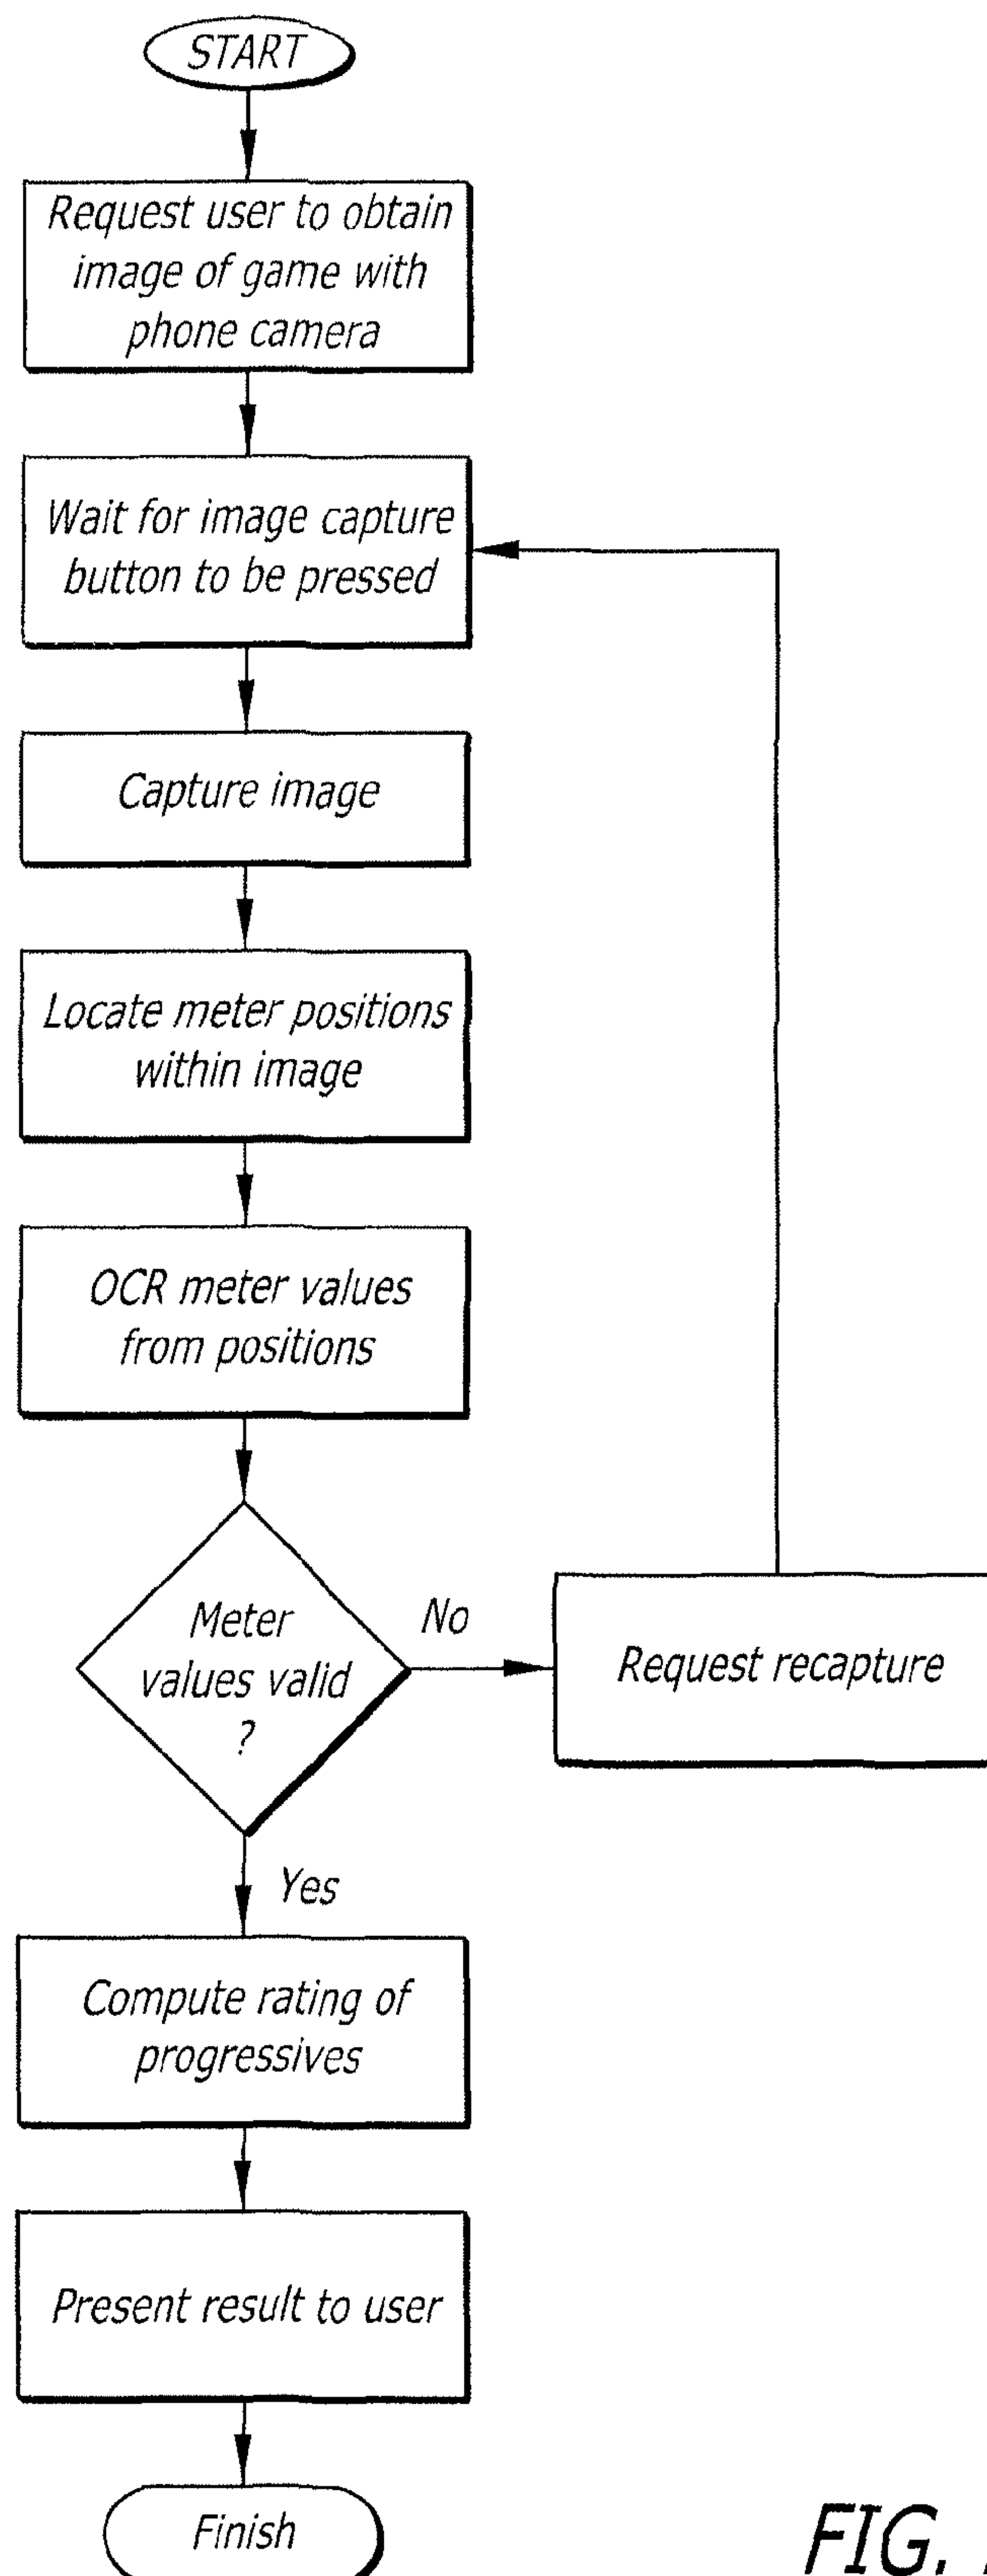 START
Request user to obtain
image of game with
phone camera
Wait for image capture
button to be pressed
Capture image
Locate meter positions
within image
OCR meter values
from positions
Meter
values valid
?
No
Request recapture
Yes
Compute rating of
progressives
Present result to user
Finish
FIG.